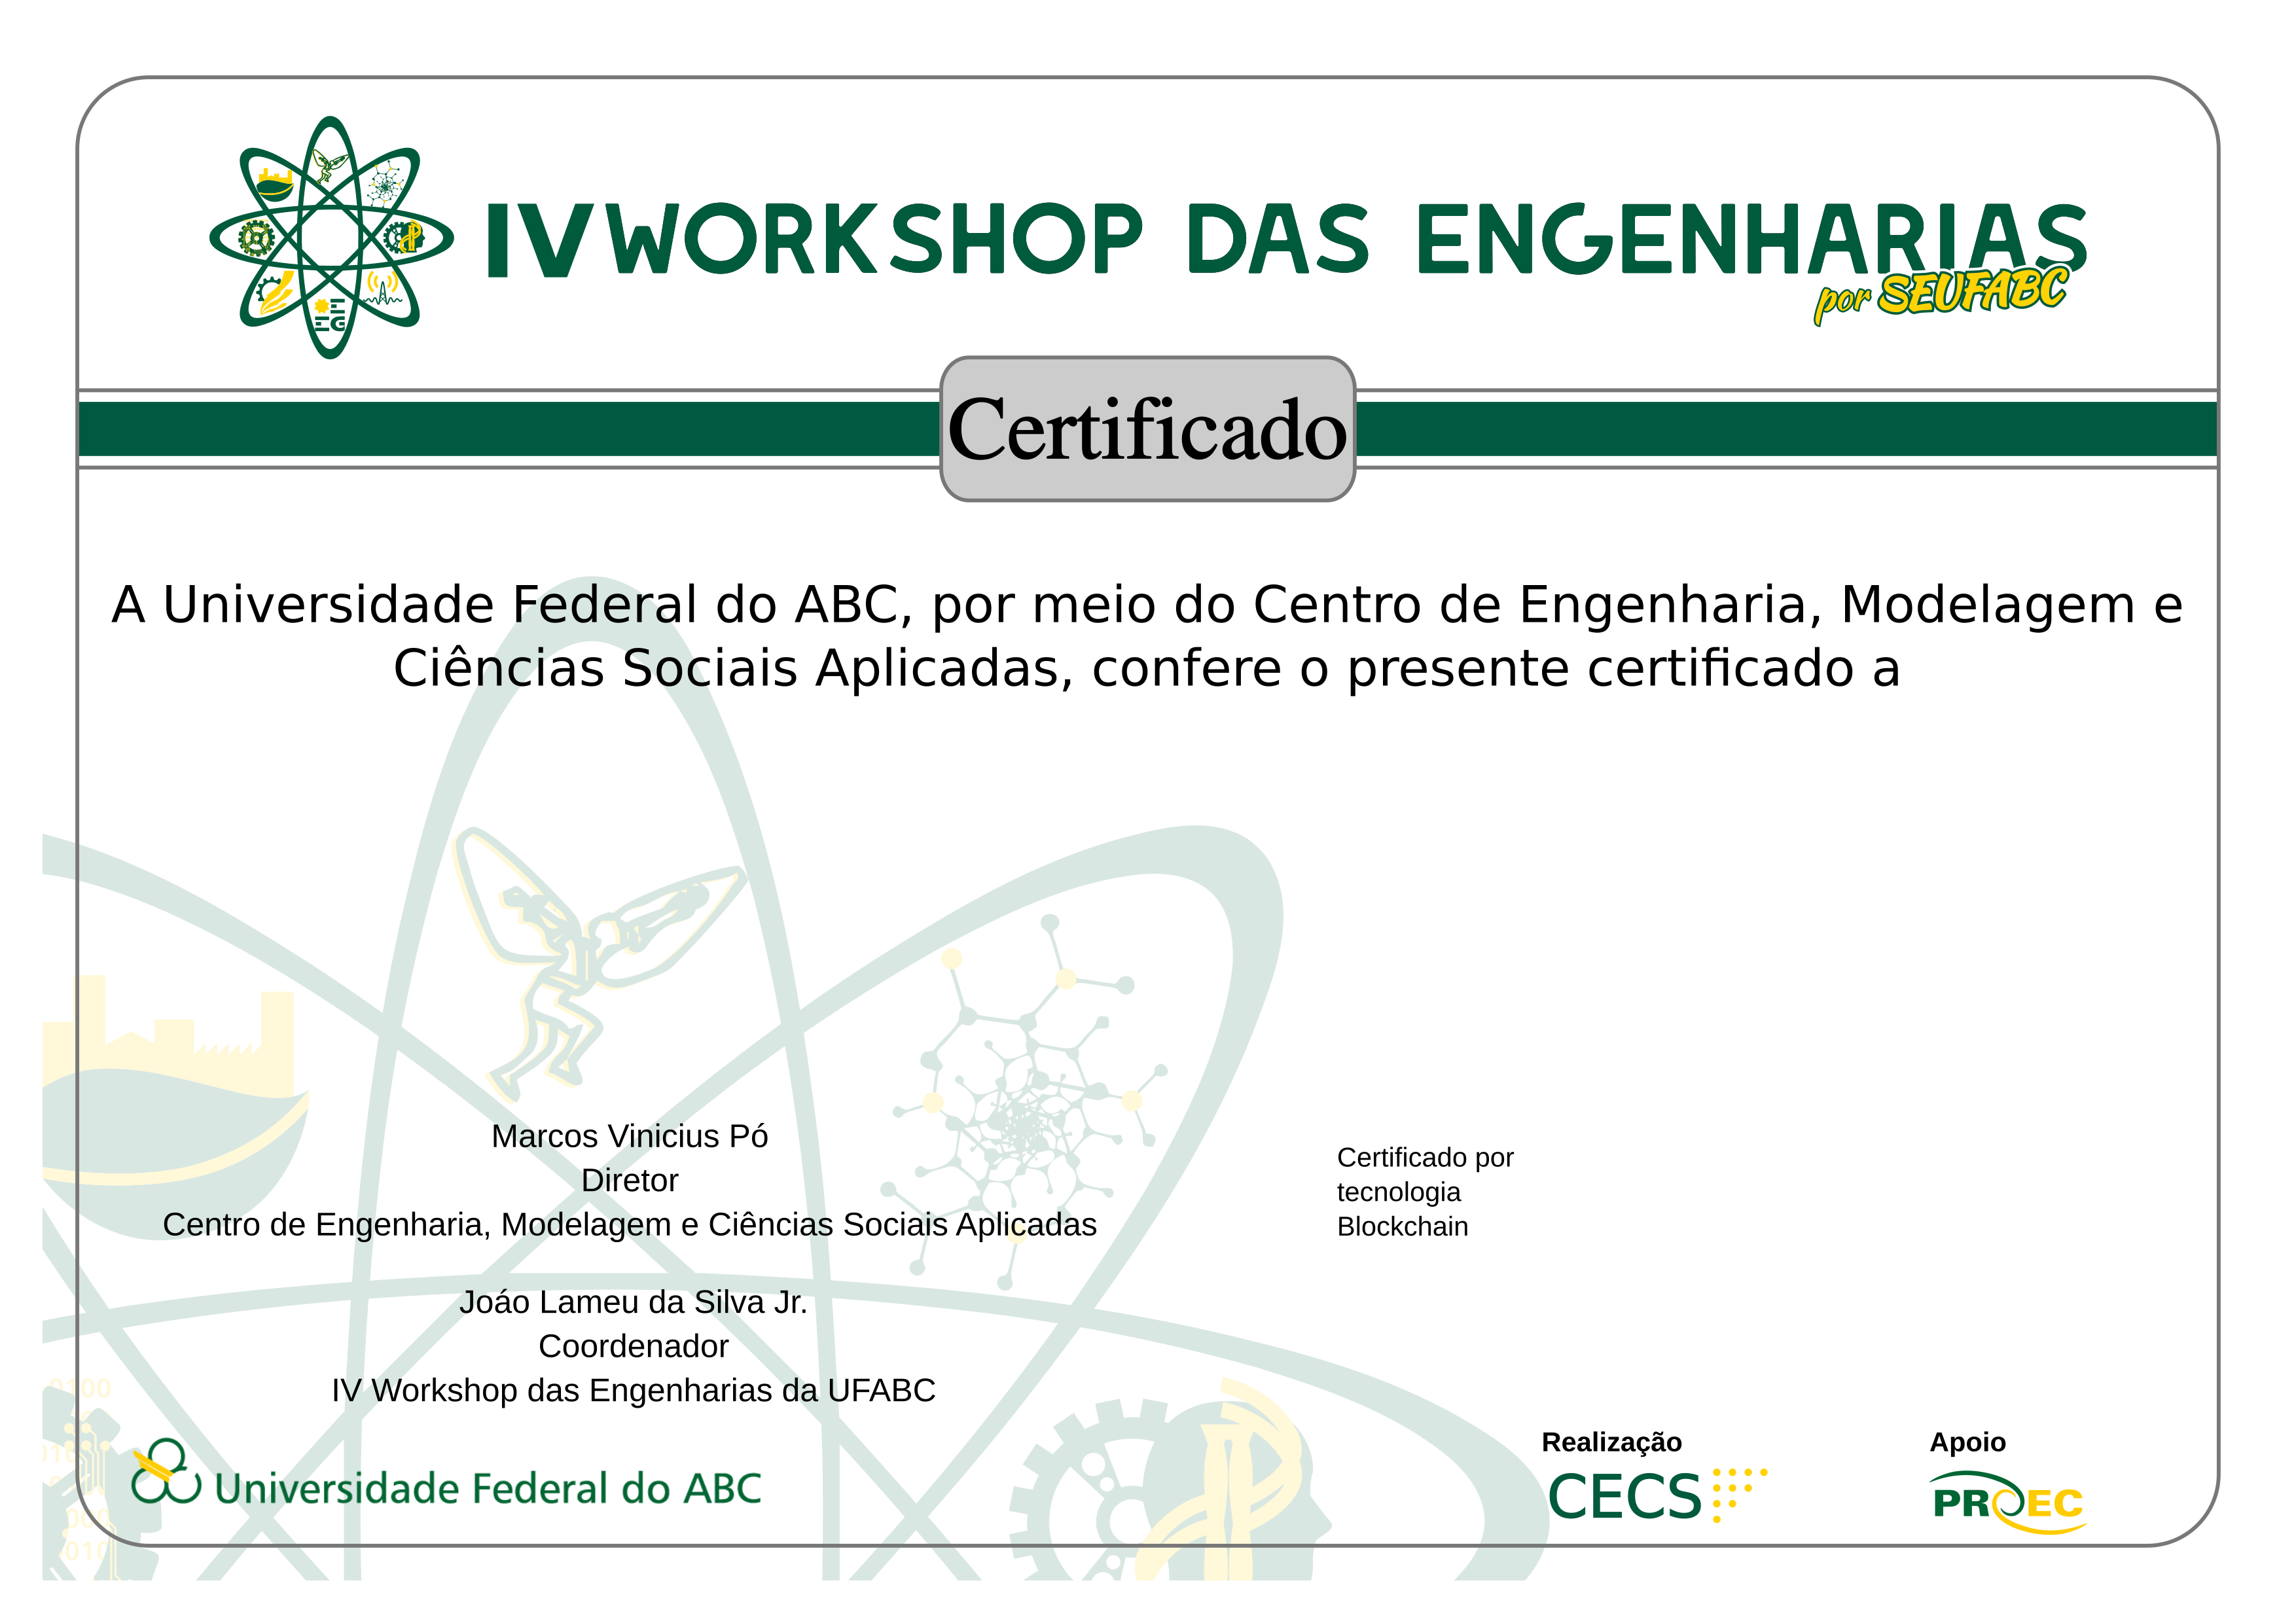 IV WORKSHOP DAS ENGENHARIAS
por SEUFABC
Certificado
A Universidade Federal do ABC, por meio do Centro de Engenharia, Modelagem e
Ciências Sociais Aplicadas, confere o presente certificado a
Marcos Vinicius Pó
Diretor
Centro de Engenharia, Modelagem e Ciências Sociais Aplicadas
Certificado por
tecnologia
Blockchain
Joáo Lameu da Silva Jr.
Coordenador
IV Workshop das Engenharias da UFABC
Universidade Federal do ABC
Realização
CECS
Apoio
PROEC